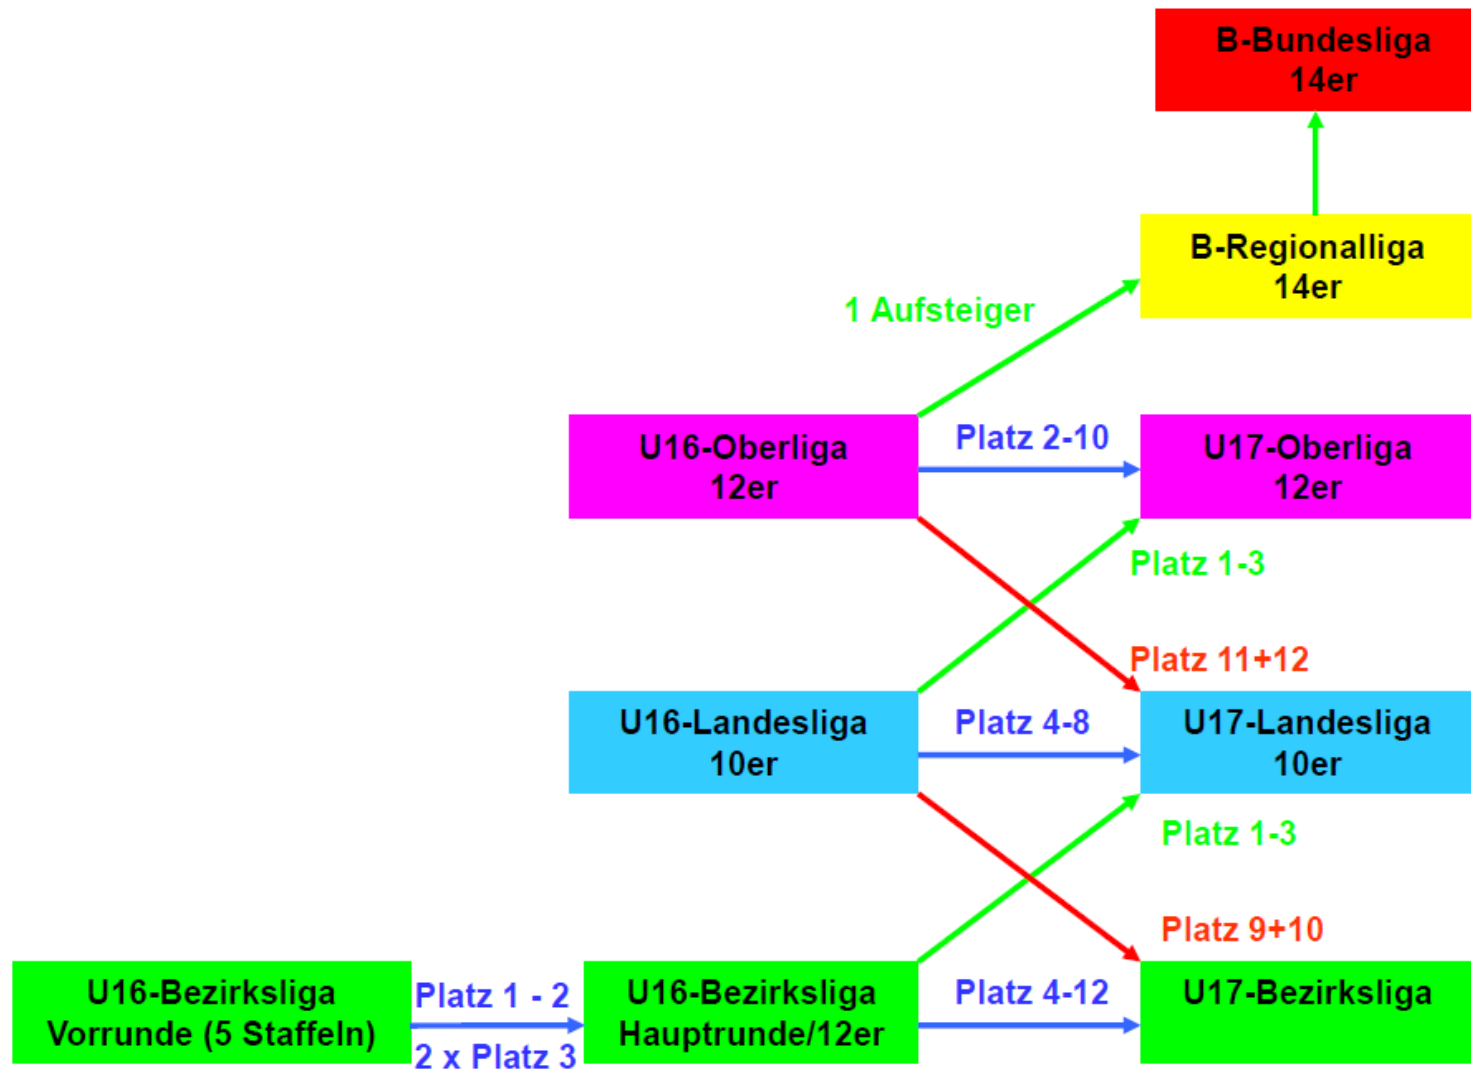 B-Bundesliga
14er
B-Regionalliga
14er
1 Aufsteiger
U16-Oberliga
12er
Platz 2-10
U17-Oberliga
12er
Platz 1-3
Platz 11+12
U16-Landesliga
10er
Platz 4-8
U17-Landesliga
10er
Platz 1-3
Platz 9+10
U16-Bezirksliga
Vorrunde (5 Staffeln)
Platz 1 - 2
2 x Platz 3
U16-Bezirksliga
Hauptrunde/12er
Platz 4-12
U17-Bezirksliga